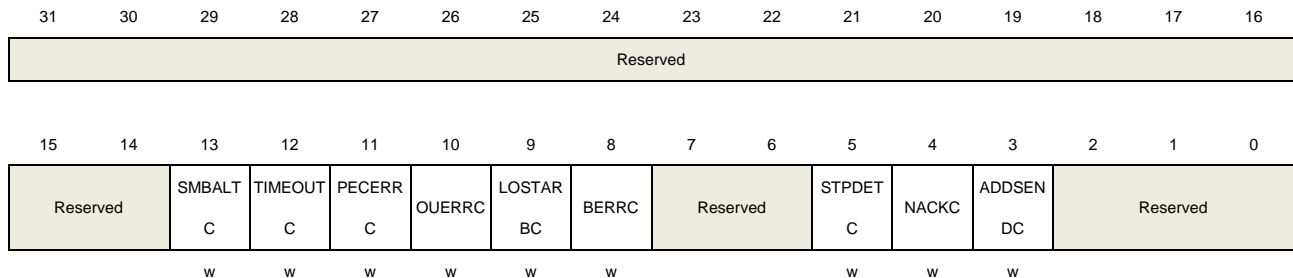 31 30 29 28 27 26 25 24 23 22 21 20 19 18 17 16
Reserved
15 14 13 12 11 10 9 8 7 6 5 4 3 2 1 0
Reserved SMBALT C TIMEOUT C PECERR C OUERRC LOSTAR BC BERRC Reserved STPDET C NACKC ADDSEN DC Reserved
w w w w w w w w w